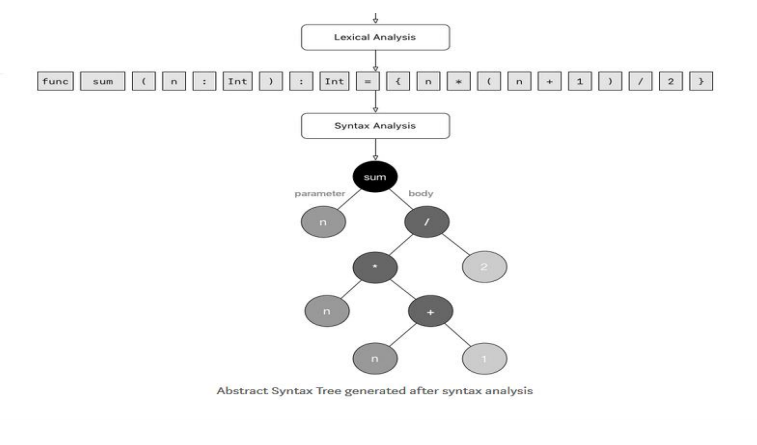 Lexical Analysis
func sum ( n : Int ) : Int = { n * ( n + 1 ) / 2 }
Syntax Analysis
sum
parameter body
n /
* 2
n +
n 1
Abstract Syntax Tree generated after syntax analysis